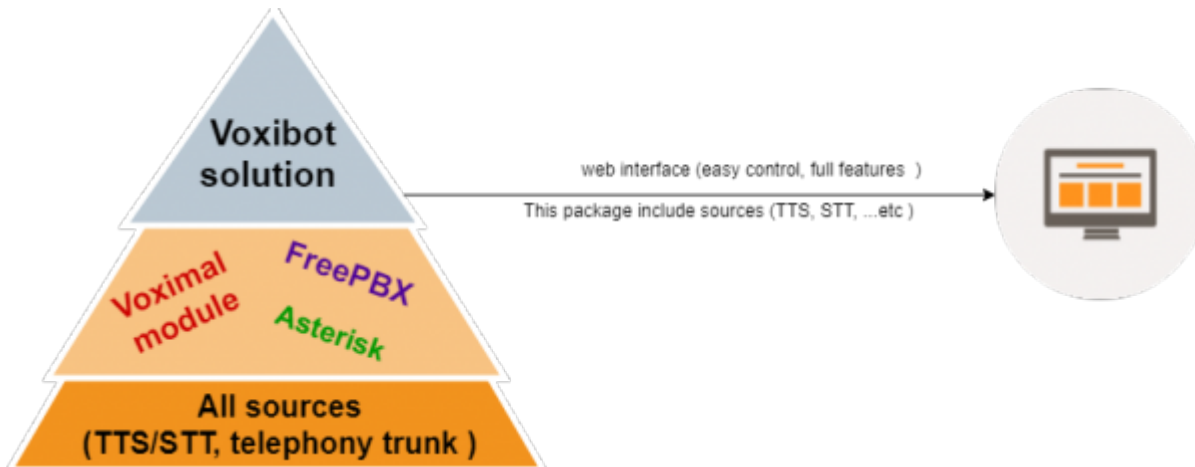 Voxibot
solution
web interface (easy control, full features  )
This package include sources (TTS, STT, ...etc )
Voximal
module
FreePBX
Asterisk
All sources
(TTS/STT, telephony trunk )